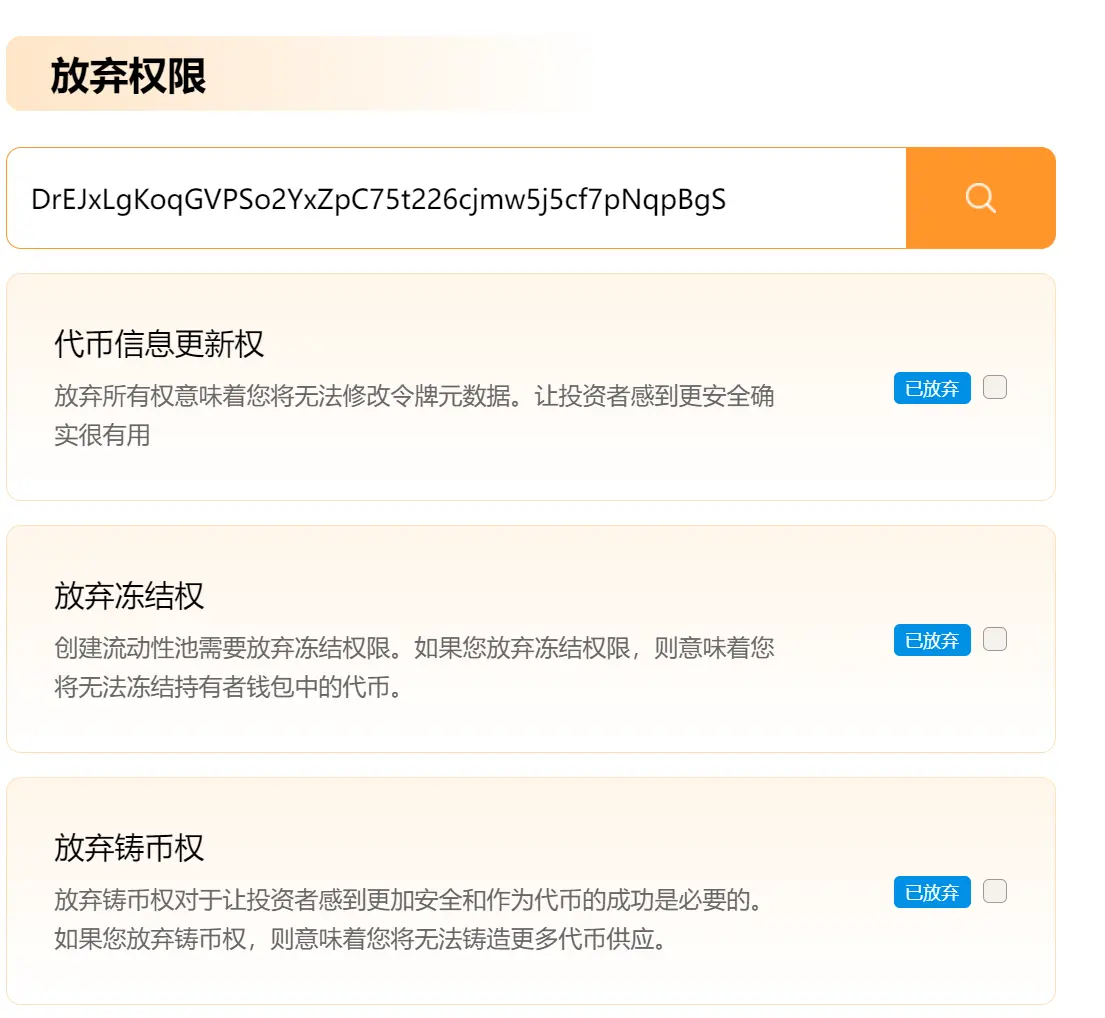 放弃权限
DrEJxLgKoqGVPSo2YxZpC75t226cjmw5j5cf7pNqpBgS
代币信息更新权
放弃所有权意味着您将无法修改令牌元数据。让投资者感到更安全确
实很有用
已放弃
放弃冻结权
创建流动性池需要放弃冻结权限。如果您放弃冻结权限，则意味着您
将无法冻结持有者钱包中的代币。
已放弃
放弃铸币权
放弃铸币权对于让投资者感到更加安全和作为代币的成功是必要的。
如果您放弃铸币权，则意味着您将无法铸造更多代币供应。
已放弃